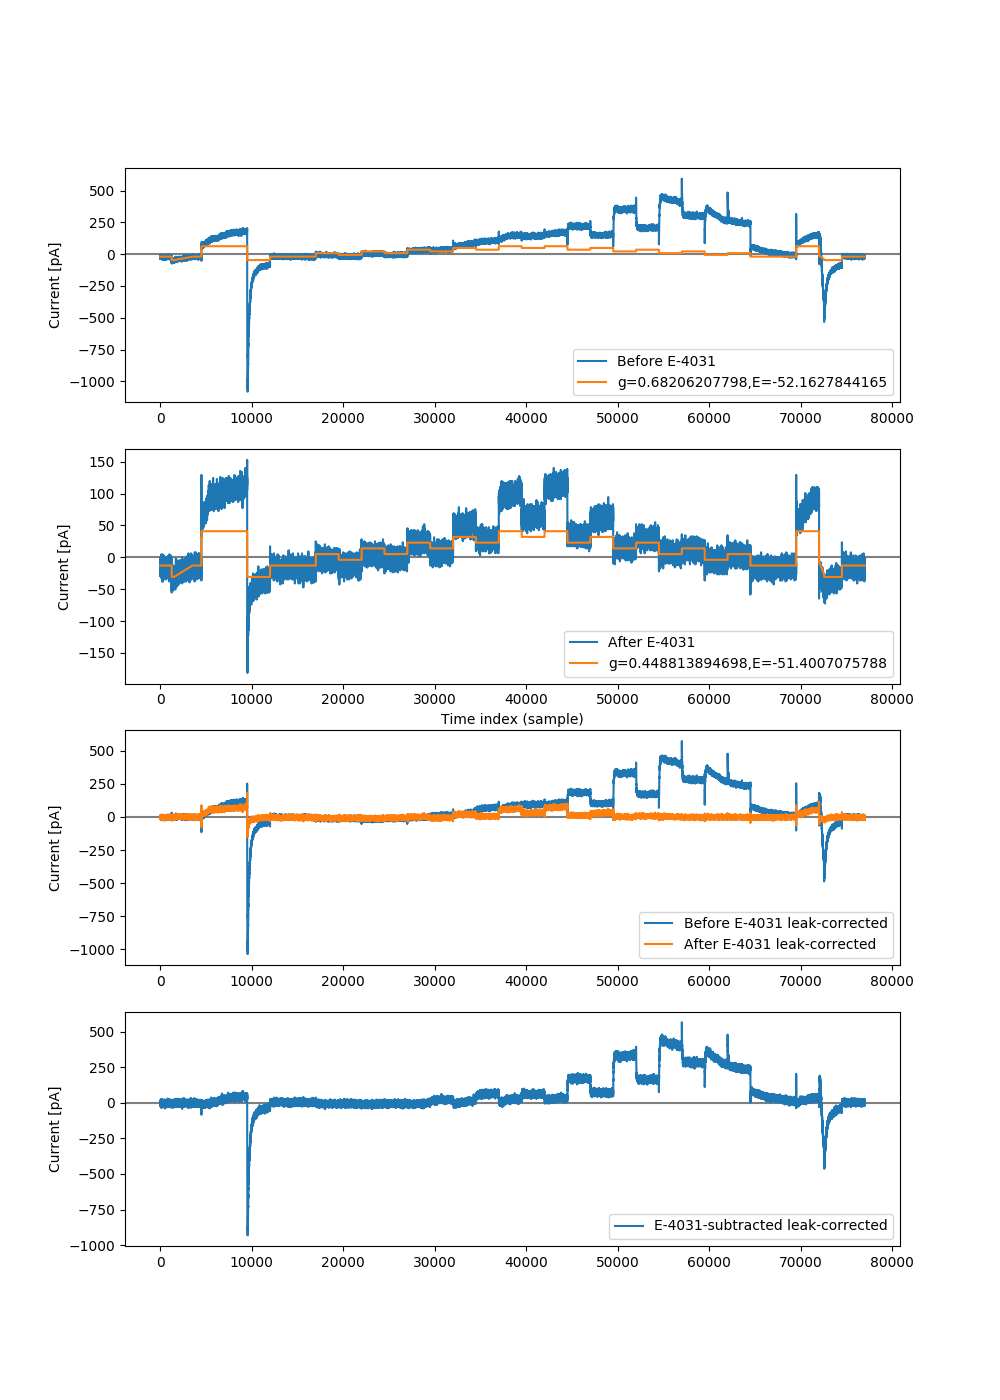 500
250
0
−250
−500
−750
−1000
Current [pA]
Before E-4031
g=0.68206207798,E=-52.1627844165
0 10000 20000 30000 40000 50000 60000 70000 80000
150
100
50
0
−50
−100
−150
Current [pA]
After E-4031
g=0.448813894698,E=-51.4007075788
0 10000 20000 30000 40000 50000 60000 70000 80000
Time index (sample)
500
250
0
−250
−500
−750
−1000
Current [pA]
Before E-4031 leak-corrected
After E-4031 leak-corrected
0 10000 20000 30000 40000 50000 60000 70000 80000
500
250
0
−250
−500
−750
−1000
Current [pA]
E-4031-subtracted leak-corrected
0 10000 20000 30000 40000 50000 60000 70000 80000